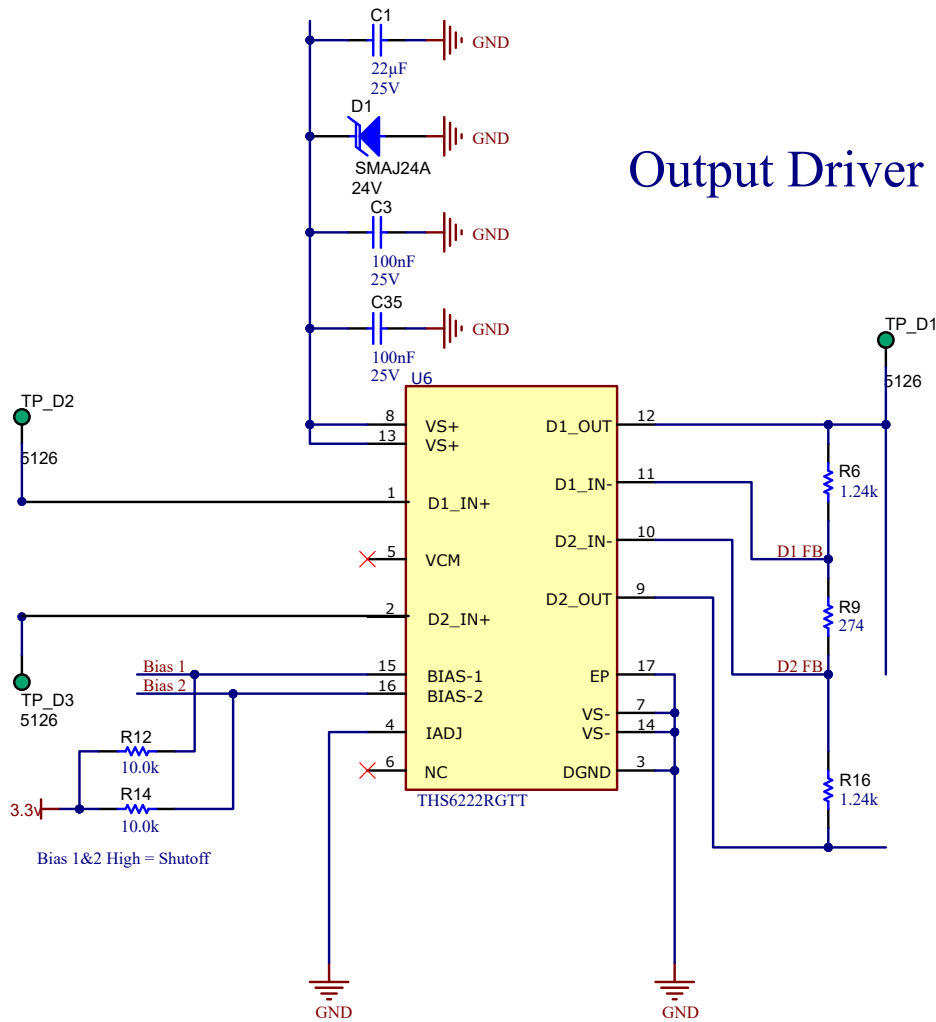 C1
GND
22µF
25V
D1
GND
SMAJ24A
24V
Output Driver
C3
GND
100nF
25V
C35
GND
100nF
25V
TP_D1
5126
U6
TP_D2
5126
8 VS+
13 VS+
1 D1_IN+
5 VCM
2 D2_IN+
15 BIAS-1
16 BIAS-2
4 IADJ
6 NC
D1_OUT 12
D1_IN- 11
D2_IN- 10
D2_OUT 9
EP 17
VS- 7
VS- 14
DGND 3
THS6222RGTT
R6
1.24k
D1 FB
R9
274
D2 FB
R16
1.24k
Bias 1
Bias 2
TP_D3
5126
R12
10.0k
3.3v
R14
10.0k
Bias 1&2 High = Shutoff
GND
GND